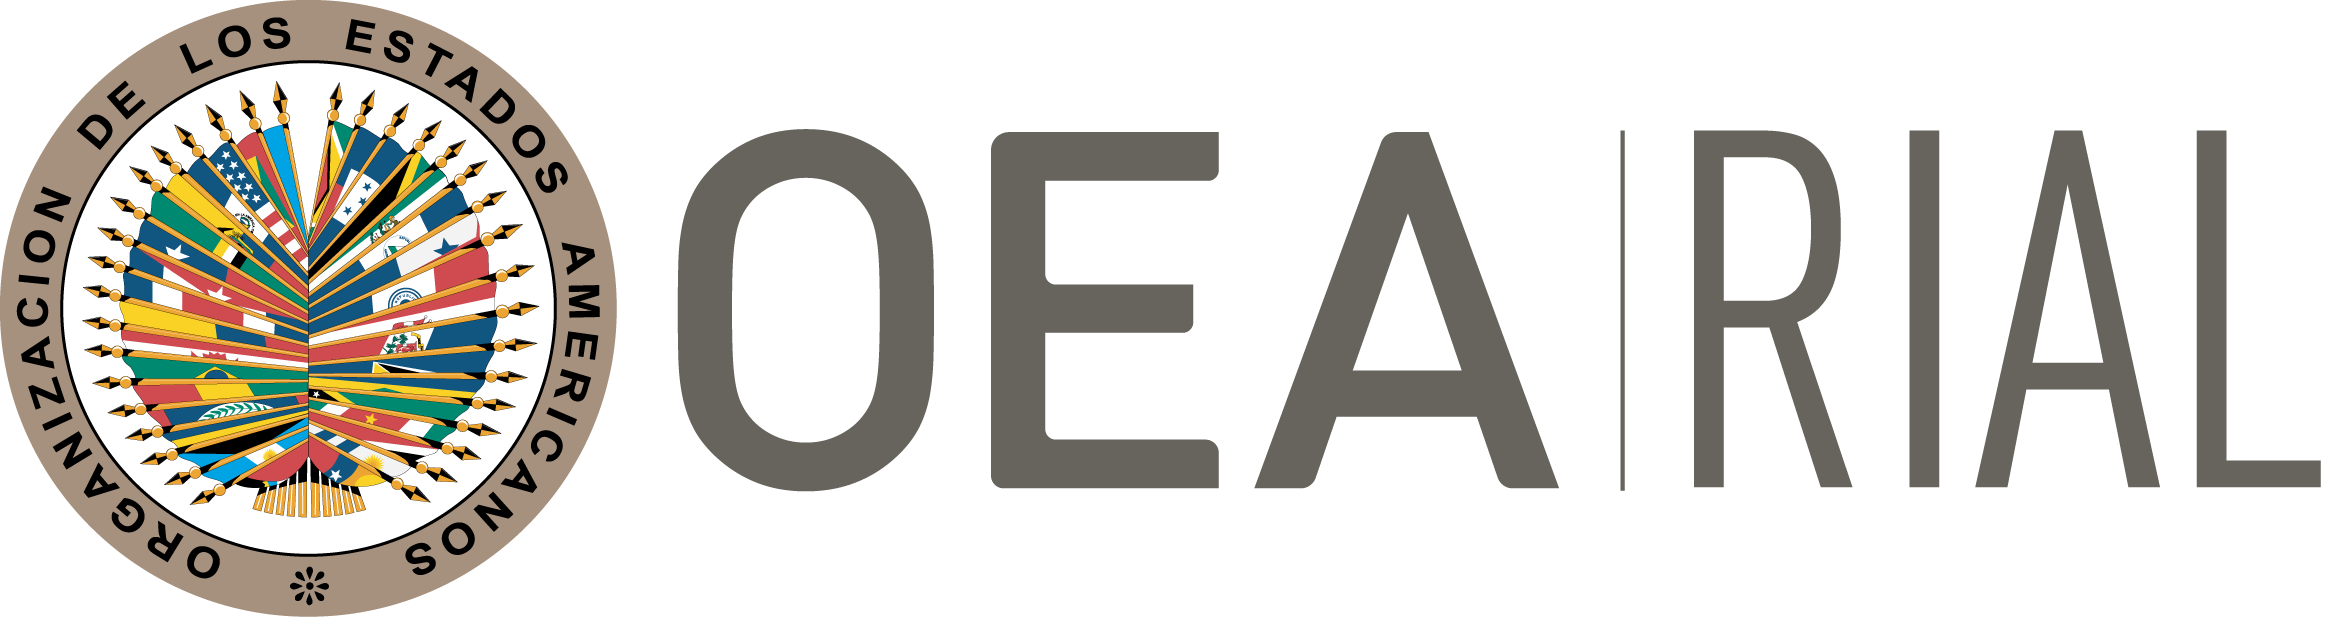 ORGANIZACION DE LOS ESTADOS AMERICANOS
OEA | RIAL